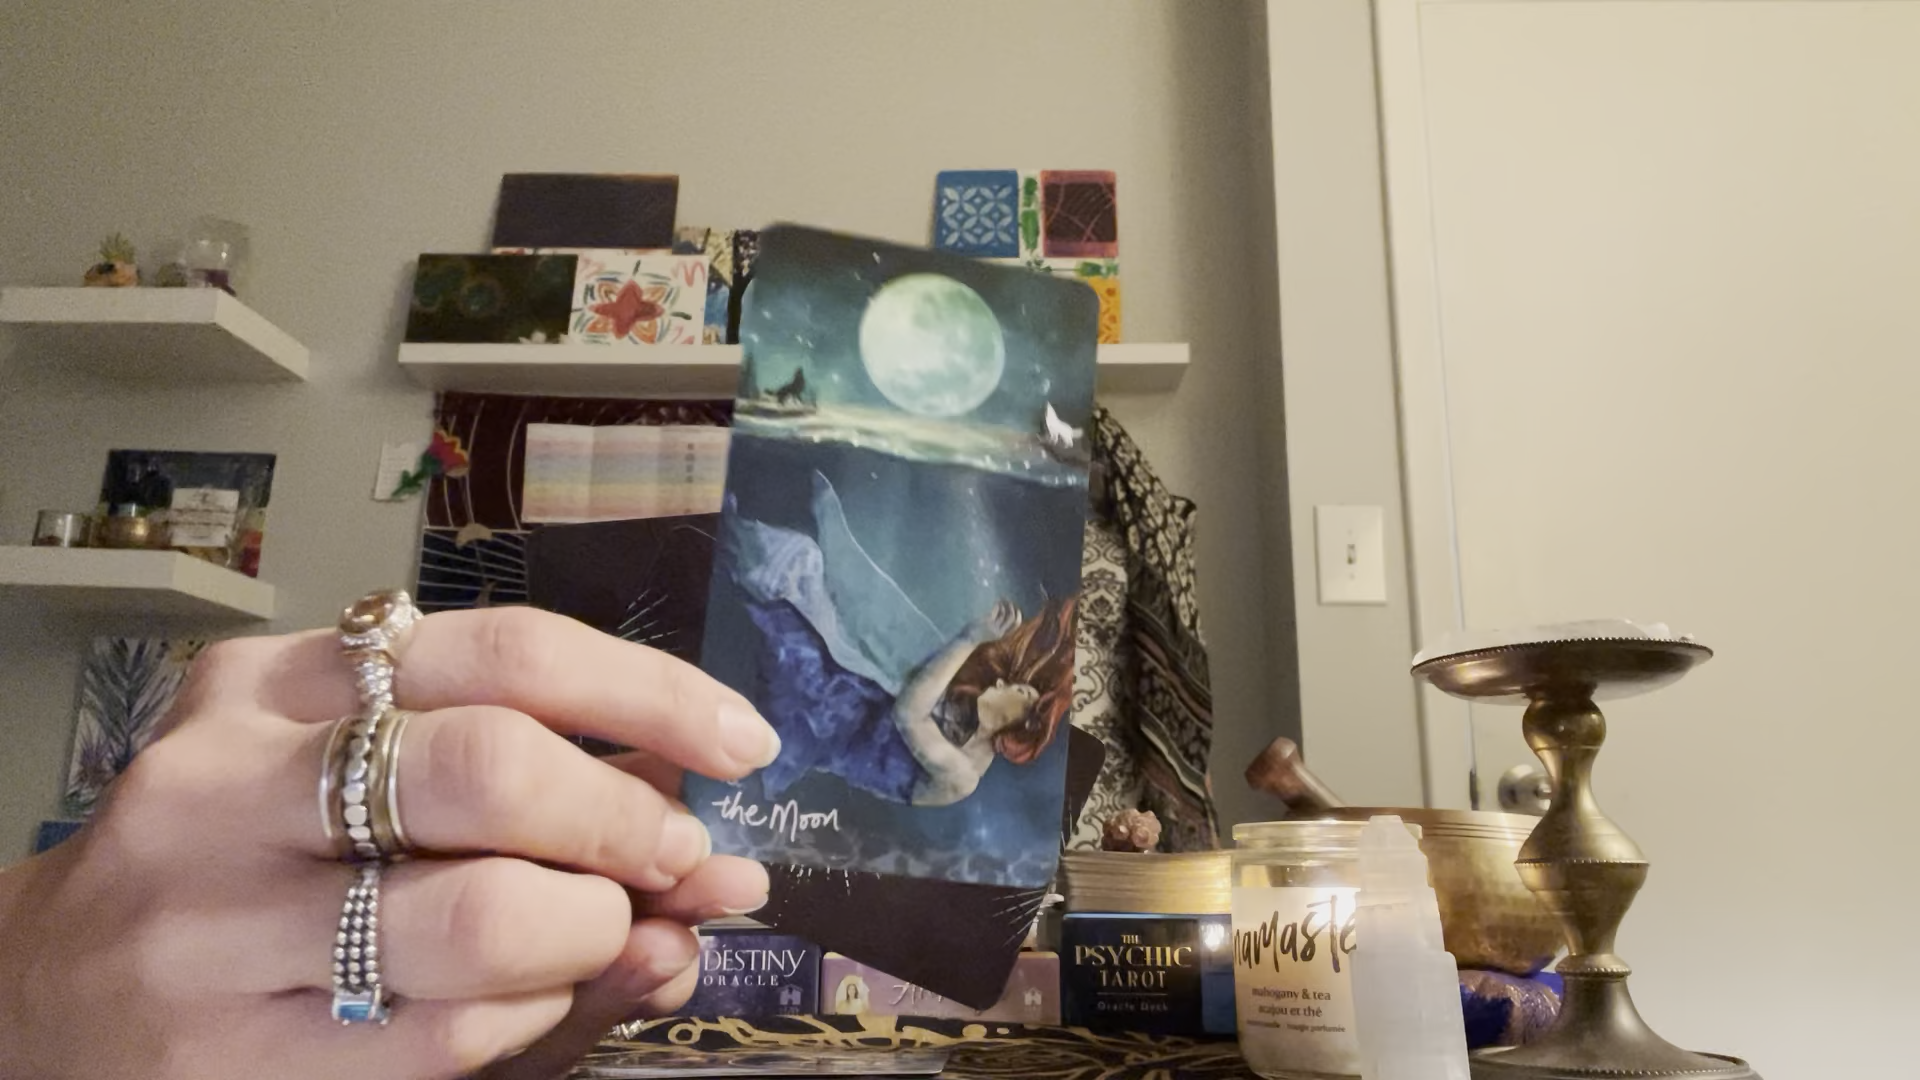 the Moon
DESTINY
ORACLE
THE
PSYCHIC
TAROT
Oracle Deck
namaste
mahogany & tea
acajou et thé